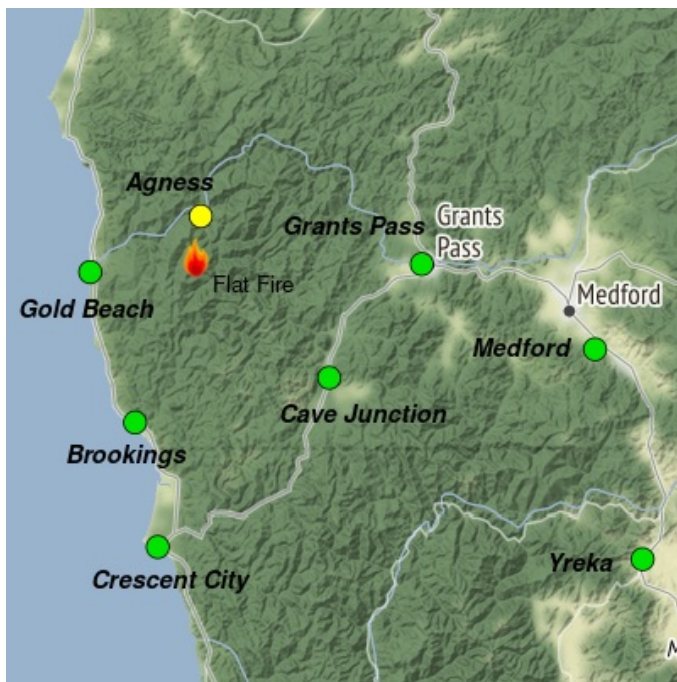 Agness
Grants Pass
Grants
Pass
Flat Fire
Gold Beach
Medford
Medford
Cave Junction
Brookings
Yreka
Crescent City
M